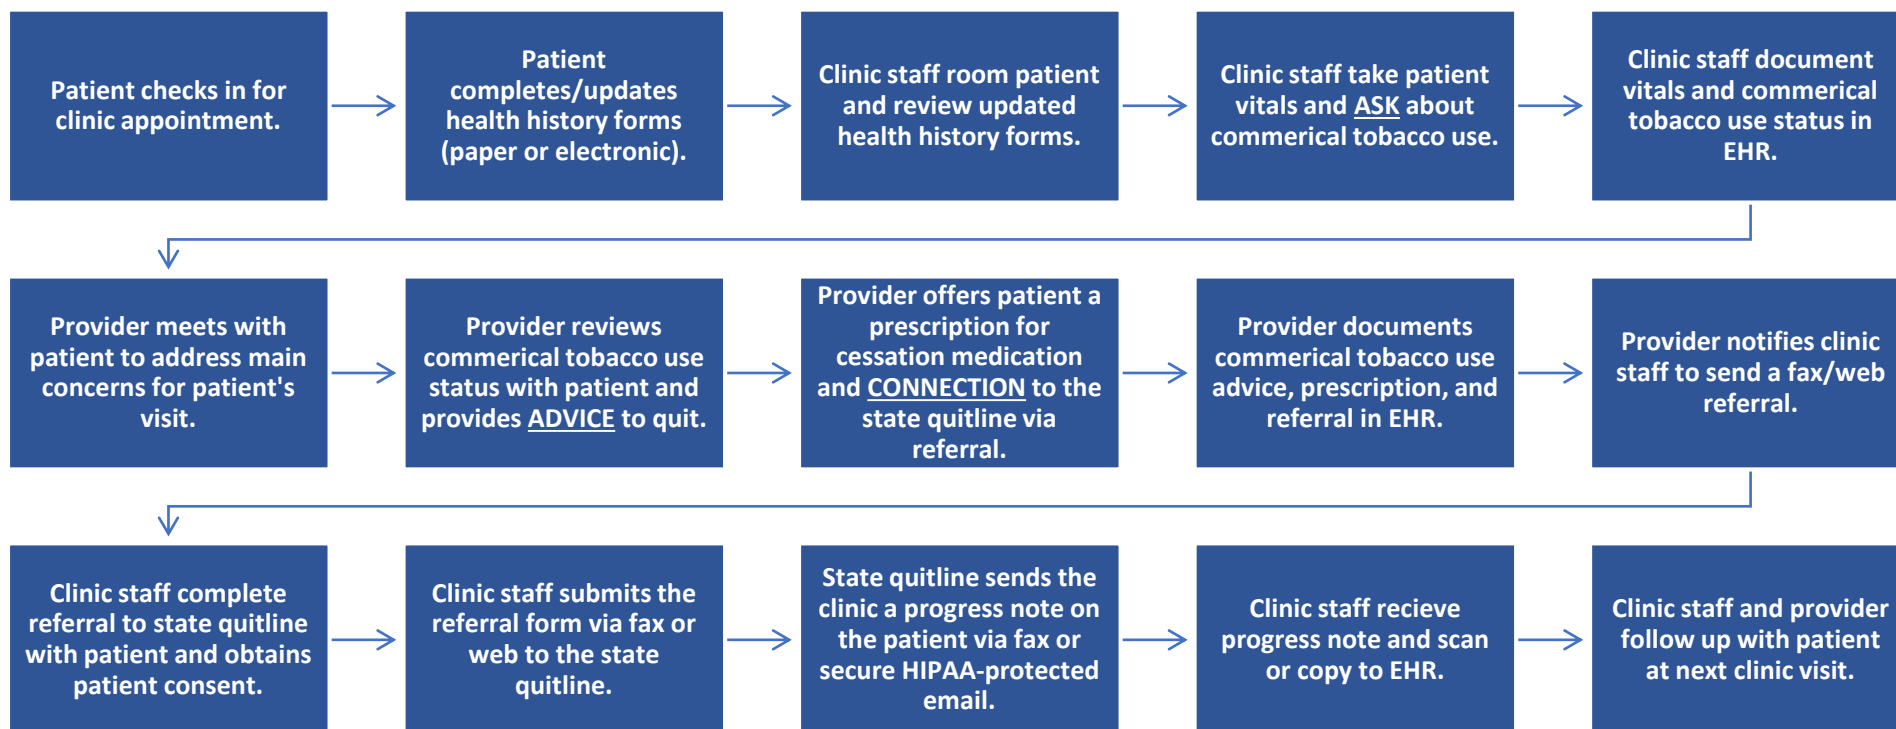 Patient checks in for
clinic appointment.
Patient
completes/updates
health history forms
(paper or electronic).
Clinic staff room patient
and review updated
health history forms.
Clinic staff take patient
vitals and ASK about
commerical tobacco use.
Clinic staff document
vitals and commerical
tobacco use status in
EHR.
Provider meets with
patient to address main
concerns for patient's
visit.
Provider reviews
commerical tobacco use
status with patient and
provides ADVICE to quit.
Provider offers patient a
prescription for
cessation medication
and CONNECTION to the
state quitline via
referral.
Provider documents
commerical tobacco use
advice, prescription, and
referral in EHR.
Provider notifies clinic
staff to send a fax/web
referral.
Clinic staff complete
referral to state quitline
with patient and obtains
patient consent.
Clinic staff submits the
referral form via fax or
web to the state
quitline.
State quitline sends the
clinic a progress note on
the patient via fax or
secure HIPAA-protected
email.
Clinic staff recieve
progress note and scan
or copy to EHR.
Clinic staff and provider
follow up with patient
at next clinic visit.